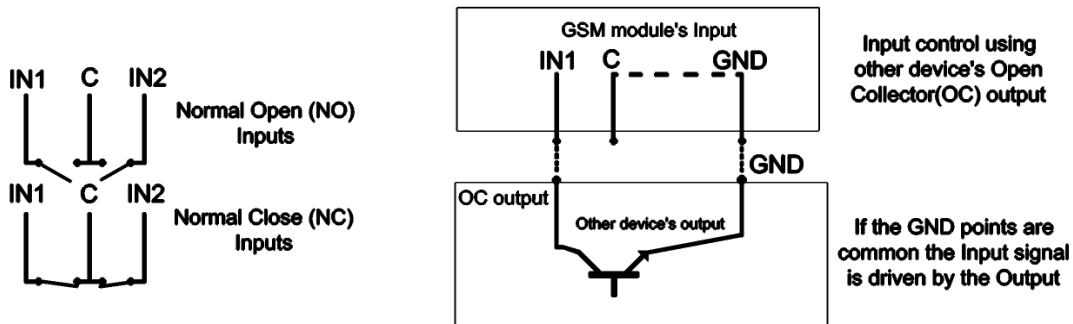 IN1 C IN2
Normal Open (NO)
Inputs
IN1 C IN2
Normal Close (NC)
Inputs
GSM module's Input
IN1 C GND
GND
OC output
Other device's output
Input control using
other device's Open
Collector(OC) output
If the GND points are
common the Input signal
is driven by the Output